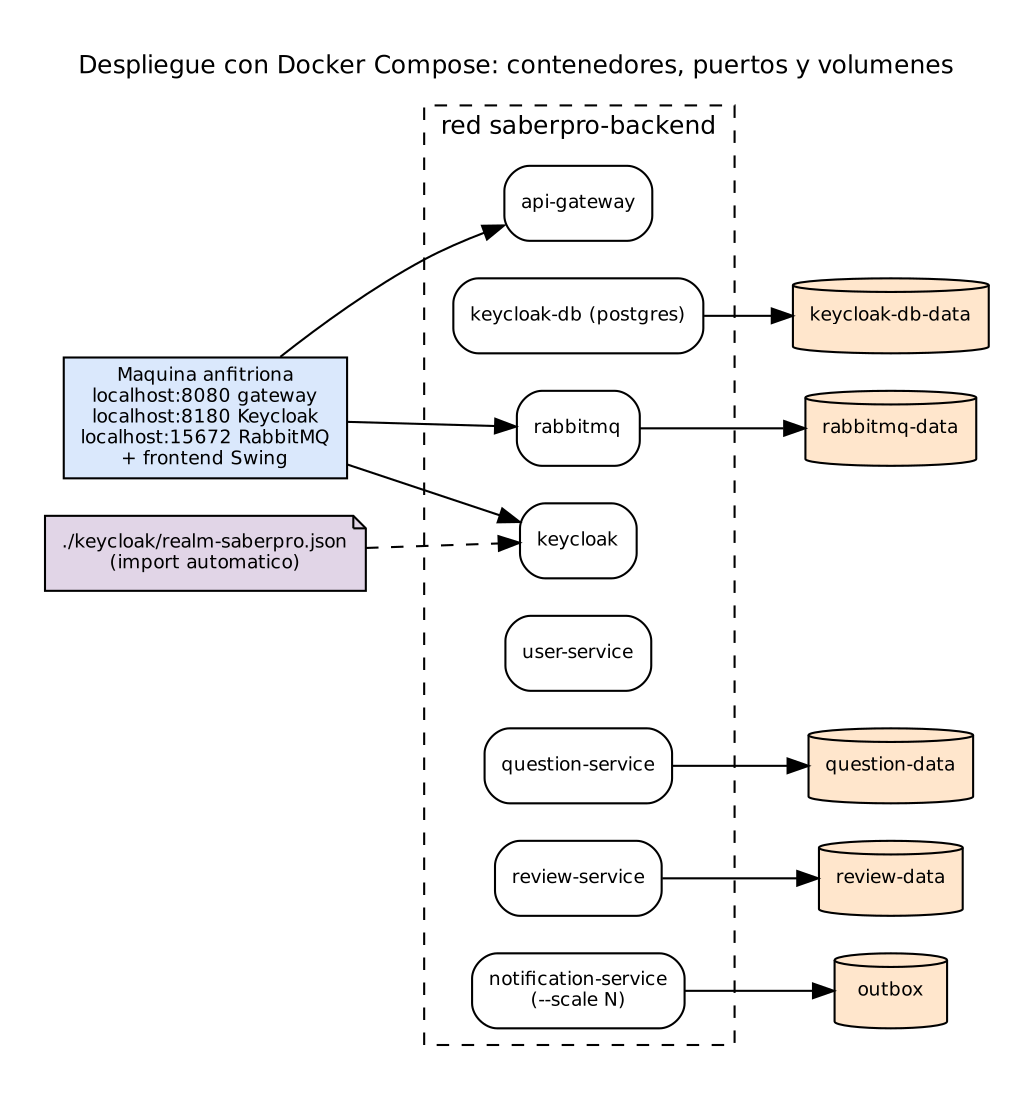 Despliegue con Docker Compose: contenedores, puertos y volumenes
red saberpro-backend
api-gateway
keycloak-db (postgres)
keycloak-db-data
Maquina anfitriona
localhost:8080 gateway
localhost:8180 Keycloak
localhost:15672 RabbitMQ
+ frontend Swing
rabbitmq
rabbitmq-data
./keycloak/realm-saberpro.json
(import automatico)
keycloak
user-service
question-service
question-data
review-service
review-data
notification-service
(--scale N)
outbox